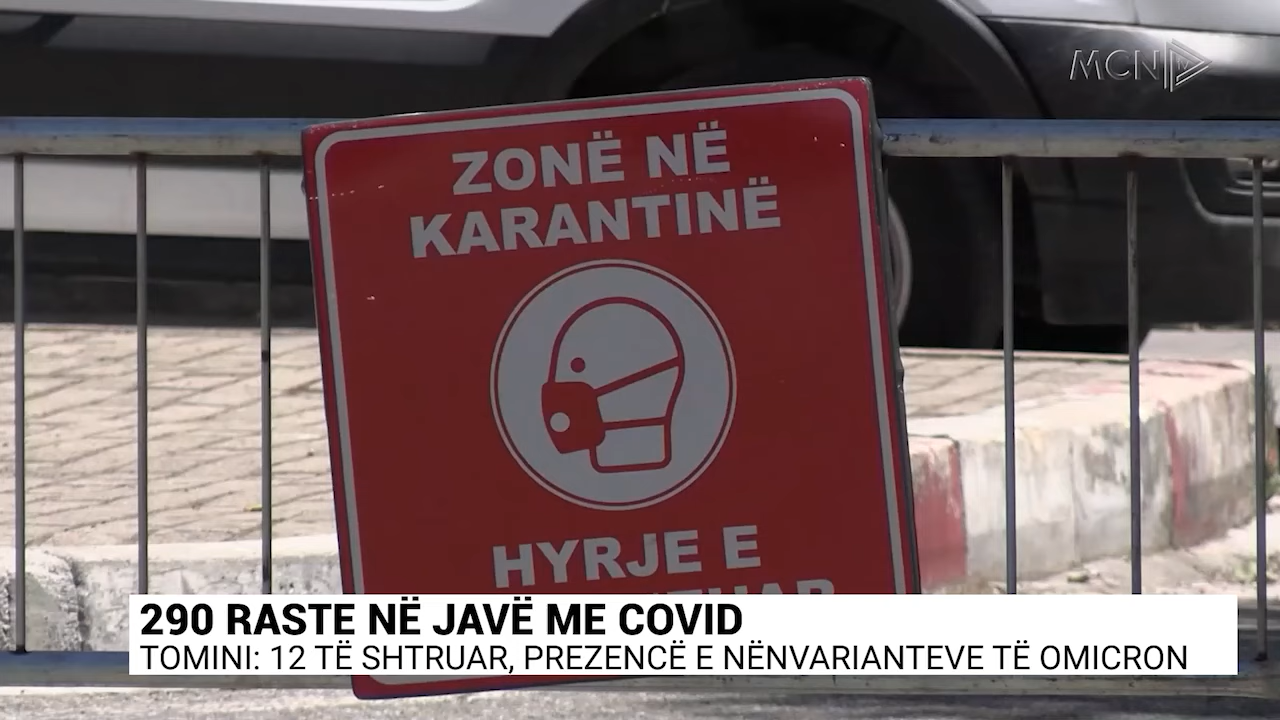 MCN
ZONË NË
KARANTINË
HYRJE E
290 RASTE NË JAVË ME COVID
TOMINI: 12 TË SHTRUAR, PREZENCË E NËNVARIANTEVE TË OMICRON